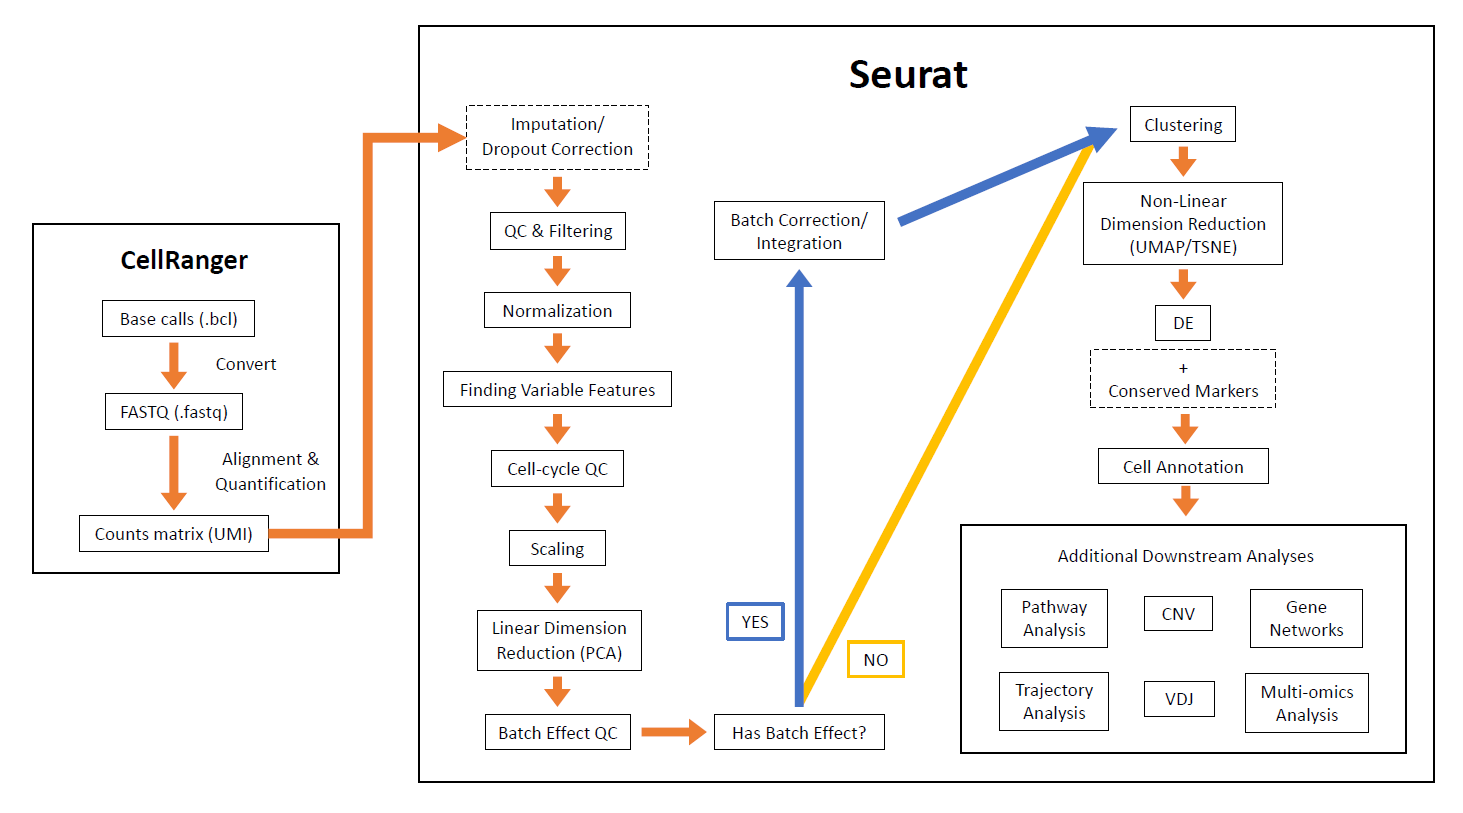 Seurat
CellRanger
Base calls (.bcl)
Convert
FASTQ (.fastq)
Alignment &
Quantification
Counts matrix (UMI)
Imputation/
Dropout Correction
QC & Filtering
Normalization
Finding Variable Features
Cell-cycle QC
Scaling
Linear Dimension
Reduction (PCA)
Batch Effect QC
Has Batch Effect?
YES
NO
Batch Correction/
Integration
Clustering
Non-Linear
Dimension Reduction
(UMAP/TSNE)
DE
+
Conserved Markers
Cell Annotation
Additional Downstream Analyses
Pathway
Analysis
CNV
Gene
Networks
Trajectory
Analysis
VDJ
Multi-omics
Analysis